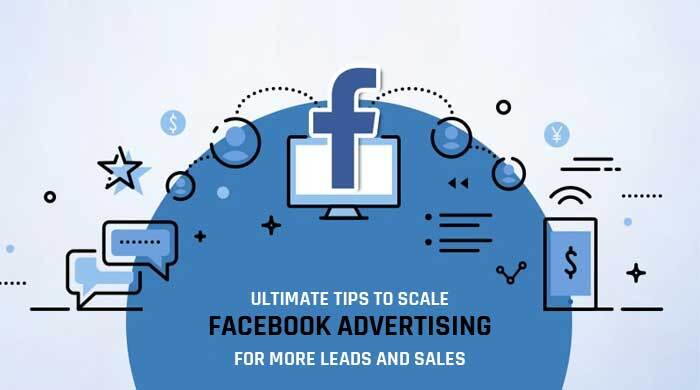 f
$
¥
$
ULTIMATE TIPS TO SCALE
FACEBOOK ADVERTISING
FOR MORE LEADS AND SALES